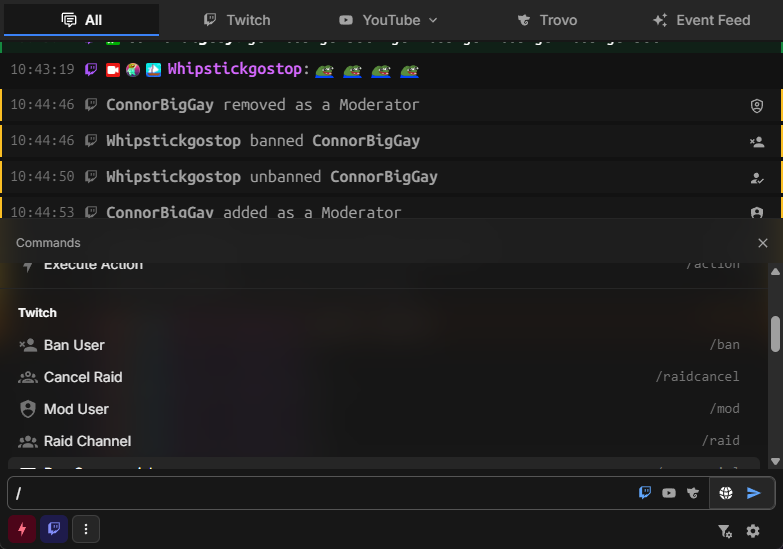 All
Twitch
YouTube
Trovo
Event Feed
10:43:19 Whipstickgostop:
10:44:46 ConnorBigGay removed as a Moderator
10:44:46 Whipstickgostop banned ConnorBigGay
10:44:50 Whipstickgostop unbanned ConnorBigGay
10:44:53 ConnorBigGay added as a Moderator
Commands
Execute Action /action
Twitch
Ban User /ban
Cancel Raid /raidcancel
Mod User /mod
Raid Channel /raid
/